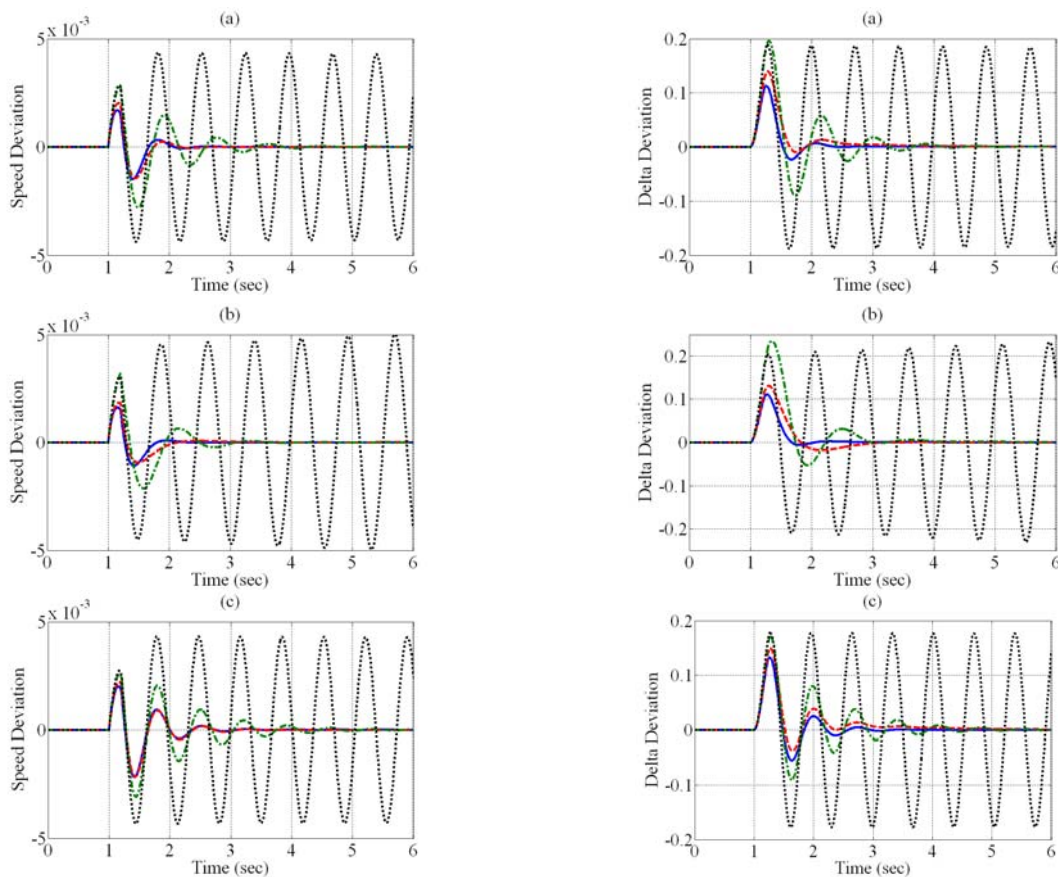 (a)
5 x 10⁻³
0
-5
Speed Deviation
0 1 2 3 4 5 6
Time (sec)
(a)
0.2
0.1
0
-0.1
-0.2
Delta Deviation
0 1 2 3 4 5 6
Time (sec)
(b)
5 x 10⁻³
0
-5
Speed Deviation
0 1 2 3 4 5 6
Time (sec)
(b)
0.2
0.1
0
-0.1
-0.2
Delta Deviation
0 1 2 3 4 5 6
Time (sec)
(c)
5 x 10⁻³
0
-5
Speed Deviation
0 1 2 3 4 5 6
Time (sec)
(c)
0.2
0.1
0
-0.1
-0.2
Delta Deviation
0 1 2 3 4 5 6
Time (sec)